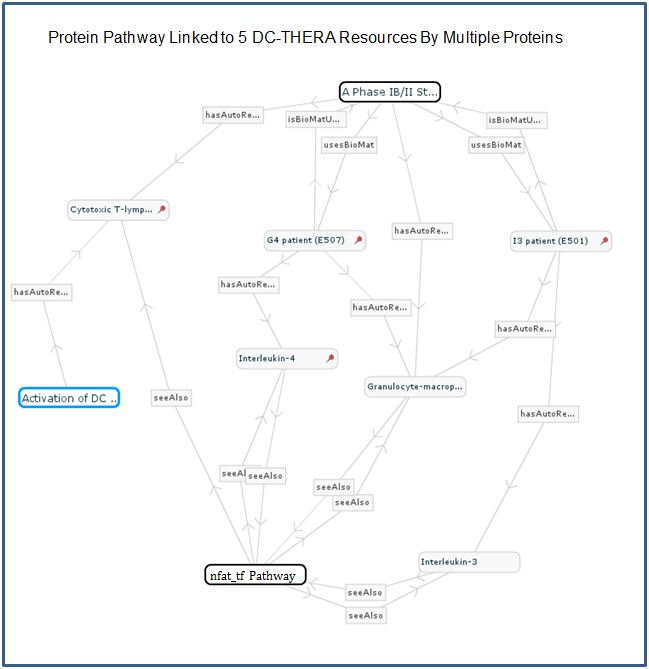 Protein Pathway Linked to 5 DC-THERA Resources By Multiple Proteins
A Phase IB/II St...
hasAutoRe...
isBioMatU...
isBioMatU...
usesBioMat
usesBioMat
Cytotoxic T-lymp...
G4 patient (E507)
hasAutoRe...
I3 patient (E501)
hasAutoRe...
hasAutoRe...
hasAutoRe...
hasAutoRe...
Interleukin-4
Granulocyte-macrop...
Activation of DC ..
seeAlso
hasAutoRe...
seeAl
seeAlso
seeAlso
seeAlso
Interleukin-3
nfat_tf Pathway
seeAlso
seeAlso